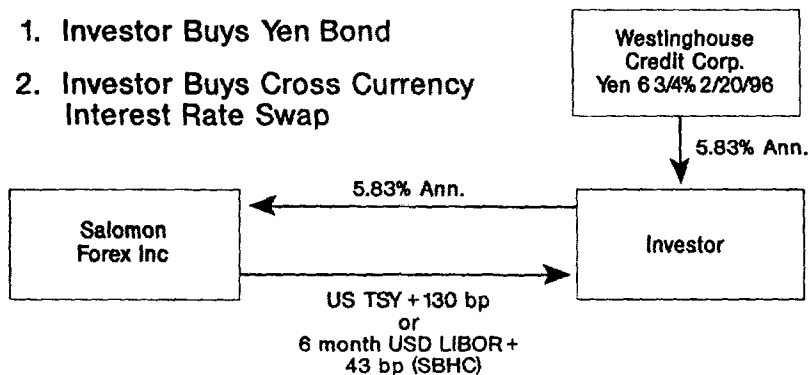 1. Investor Buys Yen Bond
2. Investor Buys Cross Currency
Interest Rate Swap
Westinghouse
Credit Corp.
Yen 6 3/4% 2/20/96
5.83% Ann.
5.83% Ann.
Salomon
Forex Inc
Investor
US TSY + 130 bp
or
6 month USD LIBOR +
43 bp (SBHC)